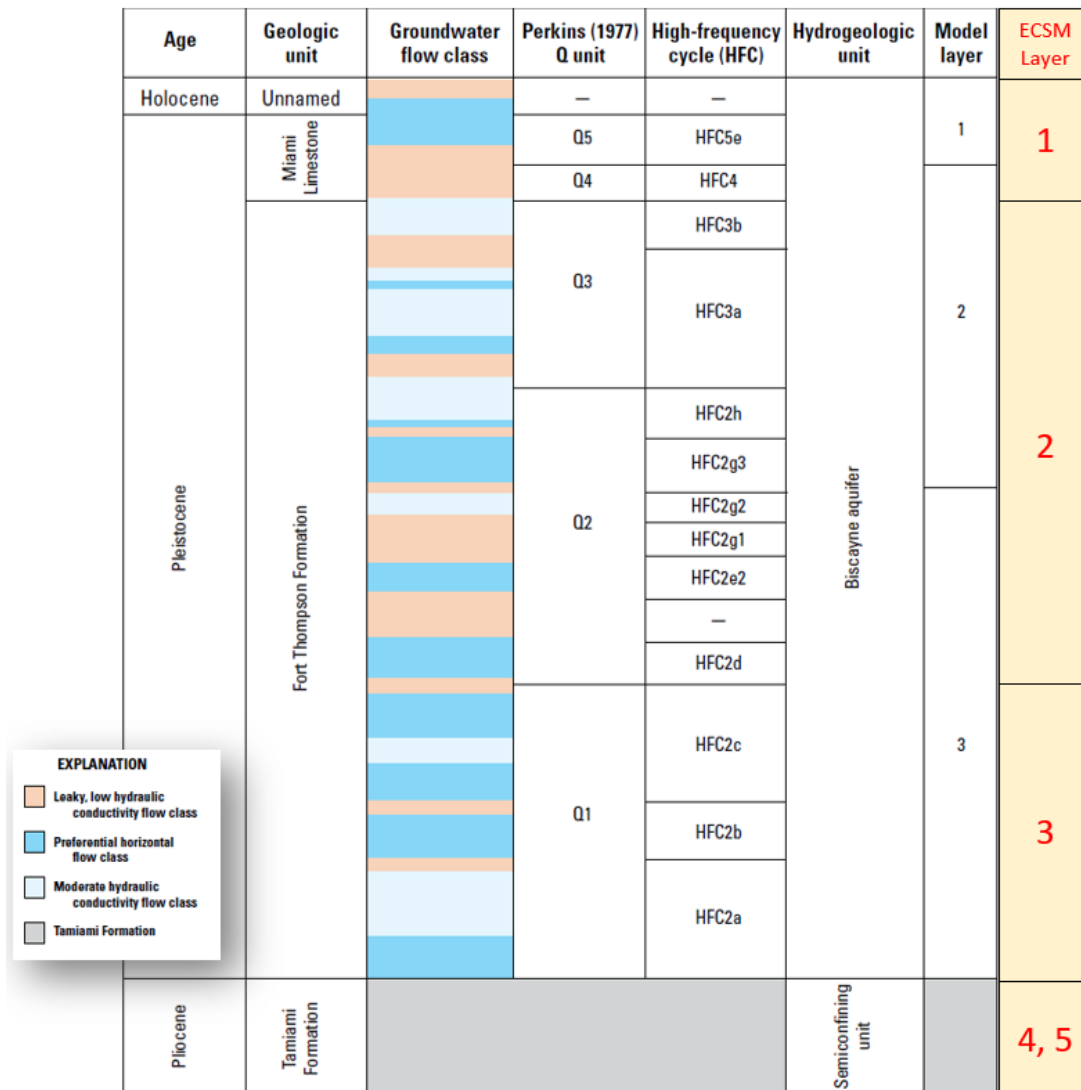 Age
Geologic
unit
Groundwater
flow class
Perkins (1977)
Q unit
High-frequency
cycle (HFC)
Hydrogeologic
unit
Model
layer
ECSM
Layer
Holocene
Unnamed
—
—
Pleistocene
Miami
Limestone
Q5
HFC5e
1
1
Q4
HFC4
Fort Thompson Formation
Q3
HFC3b
HFC3a
2
2
Q2
HFC2h
HFC2g3
HFC2g2
HFC2g1
HFC2e2
—
HFC2d
Biscayne aquifer
Q1
HFC2c
HFC2b
HFC2a
3
3
EXPLANATION
Leaky, low hydraulic
conductivity flow class
Preferential horizontal
flow class
Moderate hydraulic
conductivity flow class
Tamiami Formation
Pliocene
Tamiami
Formation
Semiconfining
unit
4, 5